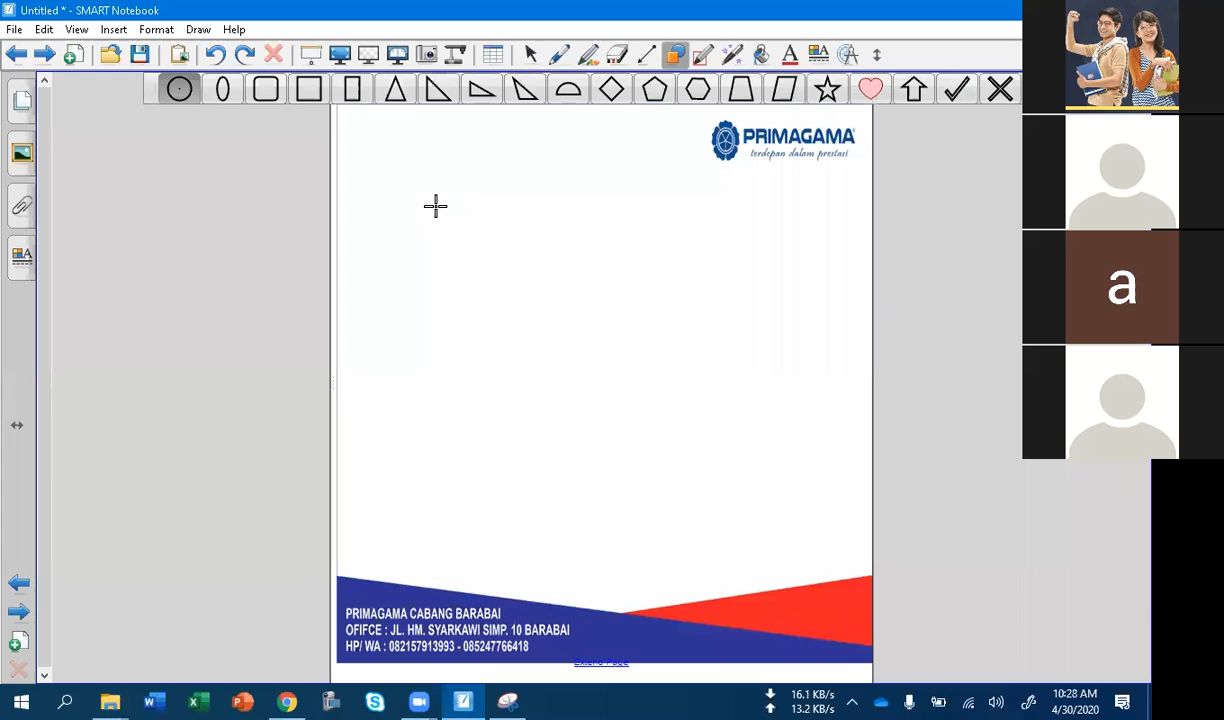 Untitled * - SMART Notebook
File Edit View Insert Format Draw Help
PRIMAGAMA
terdepan dalam prestasi
a
PRIMAGAMA CABANG BARABAI
OFIFCE : JL. HM. SYARKAWI SIMP. 10 BARABAI
HP/ WA : 082157913993 - 085247766418
Extend Page
16.1 KB/s
13.2 KB/s
10:28 AM
4/30/2020